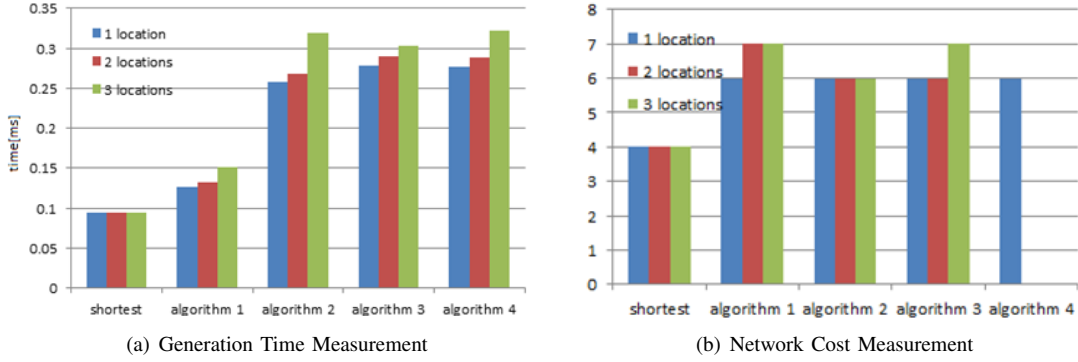 0.35
0.3
0.25
0.2
0.15
0.1
0.05
0
time[ms]
1 location
2 locations
3 locations
shortest algorithm 1 algorithm 2 algorithm 3 algorithm 4
(a) Generation Time Measurement
8
7
6
5
4
3
2
1
0
1 location
2 locations
3 locations
shortest algorithm 1 algorithm 2 algorithm 3 algorithm 4
(b) Network Cost Measurement